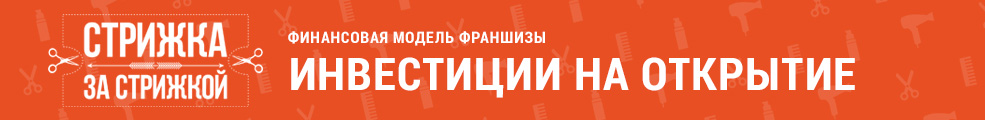 СТРИЖКА
ЗА СТРИЖКОЙ
ФИНАНСОВАЯ МОДЕЛЬ ФРАНШИЗЫ
ИНВЕСТИЦИИ НА ОТКРЫТИЕ